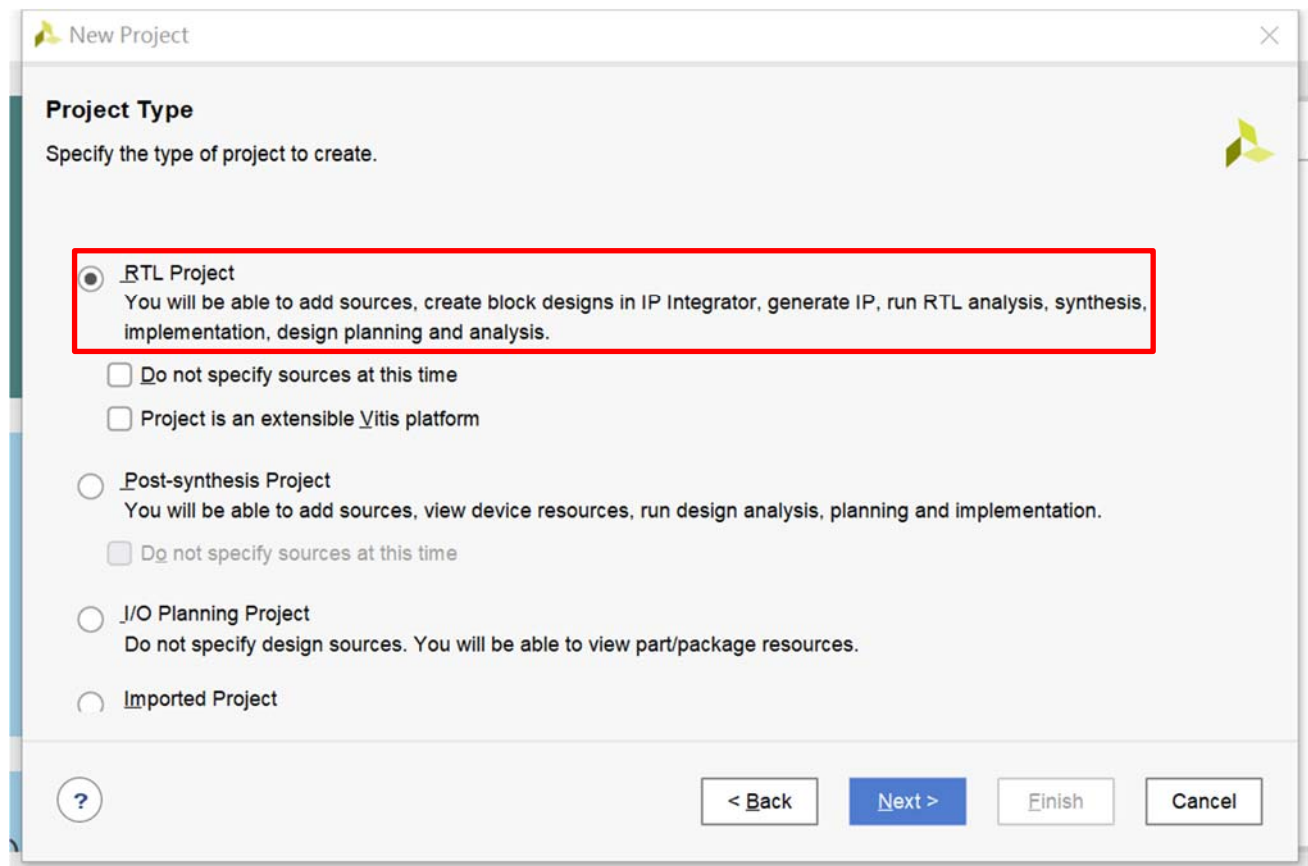 New Project
Project Type
Specify the type of project to create.
RTL Project
You will be able to add sources, create block designs in IP Integrator, generate IP, run RTL analysis, synthesis,
implementation, design planning and analysis.
Do not specify sources at this time
Project is an extensible Vitis platform
Post-synthesis Project
You will be able to add sources, view device resources, run design analysis, planning and implementation.
Do not specify sources at this time
I/O Planning Project
Do not specify design sources. You will be able to view part/package resources.
Imported Project
? < Back Next > Finish Cancel